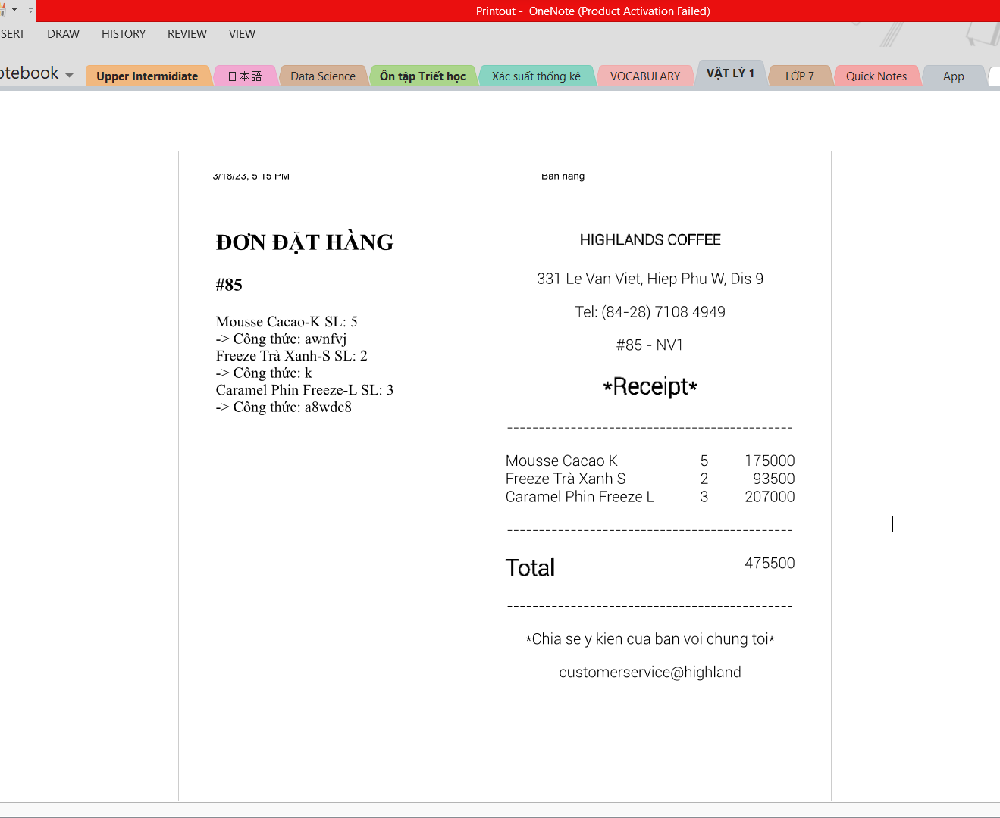 Printout - OneNote (Product Activation Failed)
SERT DRAW HISTORY REVIEW VIEW
otebook Upper Intermidiate 日本語 Data Science Ôn tập Triết học Xác suất thống kê VOCABULARY VẬT LÝ 1 LỚP 7 Quick Notes App
3/18/23, 5:15 PM
Ban hang
ĐƠN ĐẶT HÀNG
#85
Mousse Cacao-K SL: 5
-> Công thức: awnfvj
Freeze Trà Xanh-S SL: 2
-> Công thức: k
Caramel Phin Freeze-L SL: 3
-> Công thức: a8wdc8
HIGHLANDS COFFEE
331 Le Van Viet, Hiep Phu W, Dis 9
Tel: (84-28) 7108 4949
#85 - NV1
*Receipt*
---------------------------------------------
Mousse Cacao K 5 175000
Freeze Trà Xanh S 2 93500
Caramel Phin Freeze L 3 207000
---------------------------------------------
Total 475500
---------------------------------------------
*Chia se y kien cua ban voi chung toi*
customerservice@highland